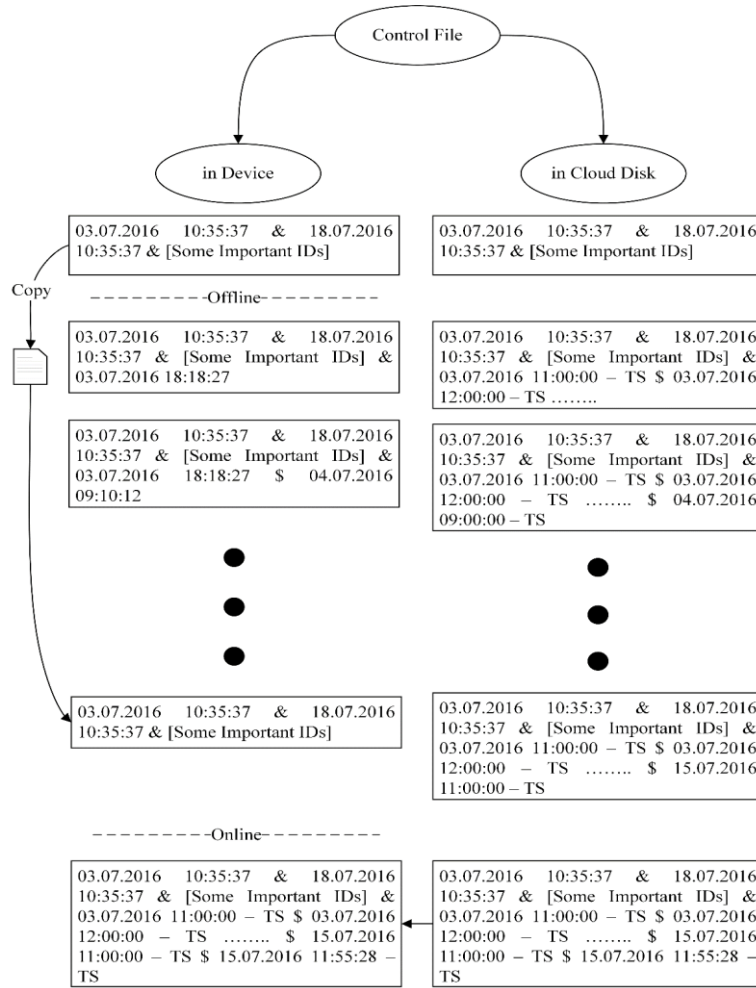 Control File
in Device
in Cloud Disk
03.07.2016 10:35:37 & 18.07.2016
10:35:37 & [Some Important IDs]
03.07.2016 10:35:37 & 18.07.2016
10:35:37 & [Some Important IDs]
Copy
Offline
03.07.2016 10:35:37 & 18.07.2016
10:35:37 & [Some Important IDs] &
03.07.2016 18:18:27
03.07.2016 10:35:37 & 18.07.2016
10:35:37 & [Some Important IDs] &
03.07.2016 11:00:00 – TS $ 03.07.2016
12:00:00 – TS ……..
03.07.2016 10:35:37 & 18.07.2016
10:35:37 & [Some Important IDs] &
03.07.2016 18:18:27 $ 04.07.2016
09:10:12
03.07.2016 10:35:37 & 18.07.2016
10:35:37 & [Some Important IDs] &
03.07.2016 11:00:00 – TS $ 03.07.2016
12:00:00 – TS …….. $ 04.07.2016
09:00:00 – TS
03.07.2016 10:35:37 & 18.07.2016
10:35:37 & [Some Important IDs]
03.07.2016 10:35:37 & 18.07.2016
10:35:37 & [Some Important IDs] &
03.07.2016 11:00:00 – TS $ 03.07.2016
12:00:00 – TS …….. $ 15.07.2016
11:00:00 – TS
Online
03.07.2016 10:35:37 & 18.07.2016
10:35:37 & [Some Important IDs] &
03.07.2016 11:00:00 – TS $ 03.07.2016
12:00:00 – TS …….. $ 15.07.2016
11:00:00 – TS $ 15.07.2016 11:55:28 –
TS
03.07.2016 10:35:37 & 18.07.2016
10:35:37 & [Some Important IDs] &
03.07.2016 11:00:00 – TS $ 03.07.2016
12:00:00 – TS …….. $ 15.07.2016
11:00:00 – TS $ 15.07.2016 11:55:28 –
TS